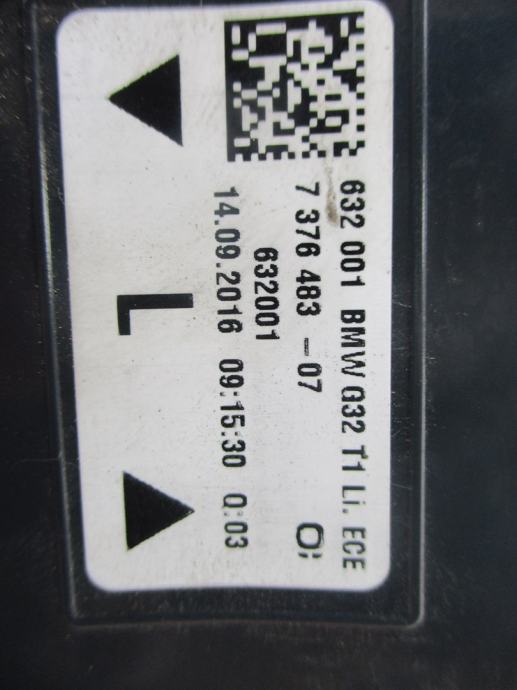 632 001 BMW G32 T1 Li. ECE
7 376 483 -07
632001
14.09.2016 09:15:30 Q:03
L